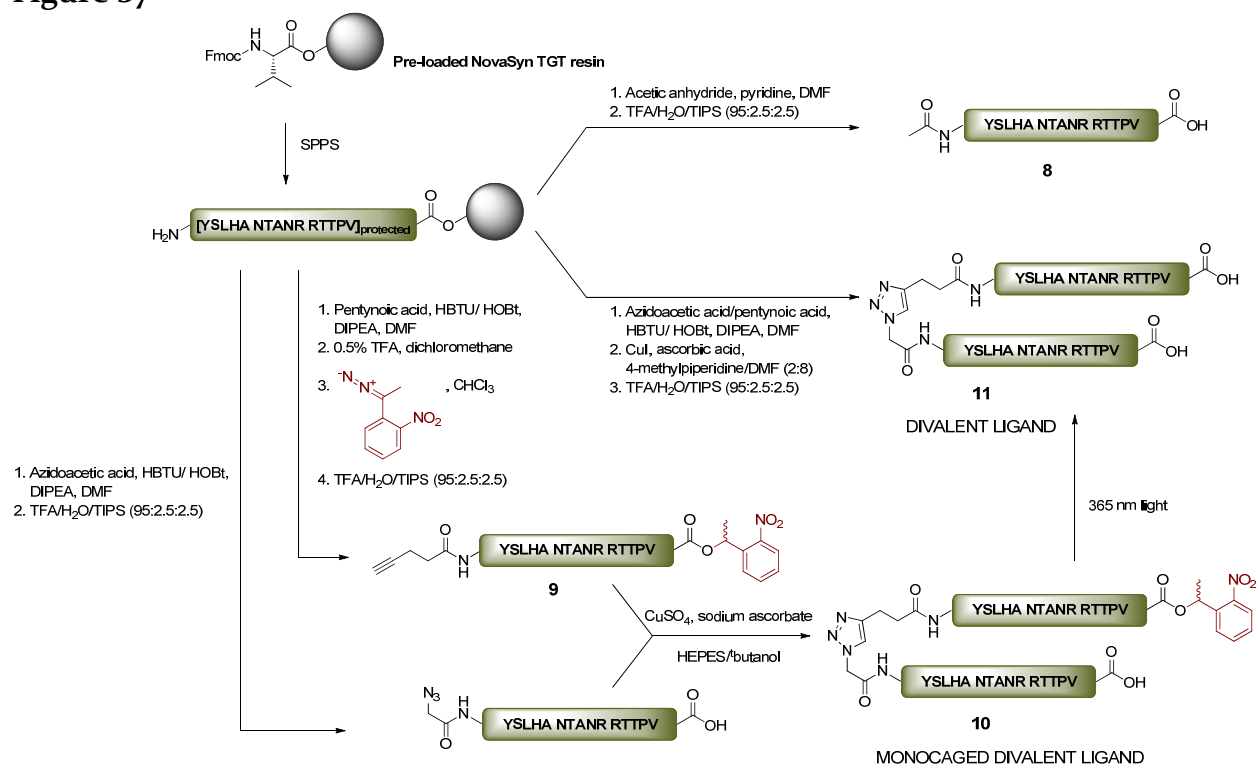 Fmoc
H
N
O
O
Pre-loaded NovaSyn TGT resin
SPPS
1. Acetic anhydride, pyridine, DMF
2. TFA/H2O/TIPS (95:2.5:2.5)
O
N
H
YSLHA NTANR RTTPV
O
OH
8
H2N
[YSLHA NTANR RTTPV]protected
O
O
1. Azidoacetic acid/pentynoic acid,
HBTU/ HOBt, DIPEA, DMF
2. CuI, ascorbic acid,
4-methylpiperidine/DMF (2:8)
3. TFA/H2O/TIPS (95:2.5:2.5)
N
N
N
O
N
H
YSLHA NTANR RTTPV
O
OH
O
H
N
YSLHA NTANR RTTPV
O
OH
11
DIVALENT LIGAND
1. Pentynoic acid, HBTU/ HOBt,
DIPEA, DMF
2. 0.5% TFA, dichloromethane
3.
-N
N+
NO2
, CHCl3
4. TFA/H2O/TIPS (95:2.5:2.5)
1. Azidoacetic acid, HBTU/ HOBt,
DIPEA, DMF
2. TFA/H2O/TIPS (95:2.5:2.5)
365 nm light
O
N
H
YSLHA NTANR RTTPV
O
O
NO2
9
CuSO4, sodium ascorbate
HEPES/tbutanol
N
N
N
O
N
H
YSLHA NTANR RTTPV
O
O
NO2
O
H
N
YSLHA NTANR RTTPV
O
OH
10
MONOCAGED DIVALENT LIGAND
N3
O
H
N
YSLHA NTANR RTTPV
O
OH